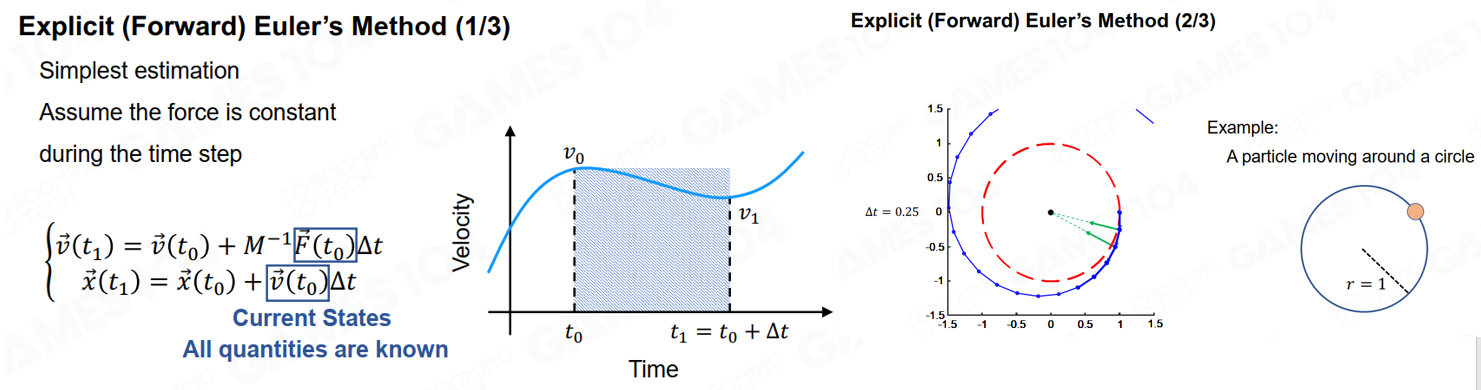 Explicit (Forward) Euler's Method (1/3)
Simplest estimation
Assume the force is constant
during the time step
v⃗(t₁) = v⃗(t₀) + M⁻¹F⃗(t₀)Δt
x⃗(t₁) = x⃗(t₀) + v⃗(t₀)Δt
Current States
All quantities are known
Velocity
v₀
v₁
t₀
t₁ = t₀ + Δt
Time
Explicit (Forward) Euler's Method (2/3)
Δt = 0.25
1.5
1
0.5
0
-0.5
-1
-1.5
-1.5 -1 -0.5 0 0.5 1 1.5
Example:
A particle moving around a circle
r = 1
GAMES104
BOOMING TECH